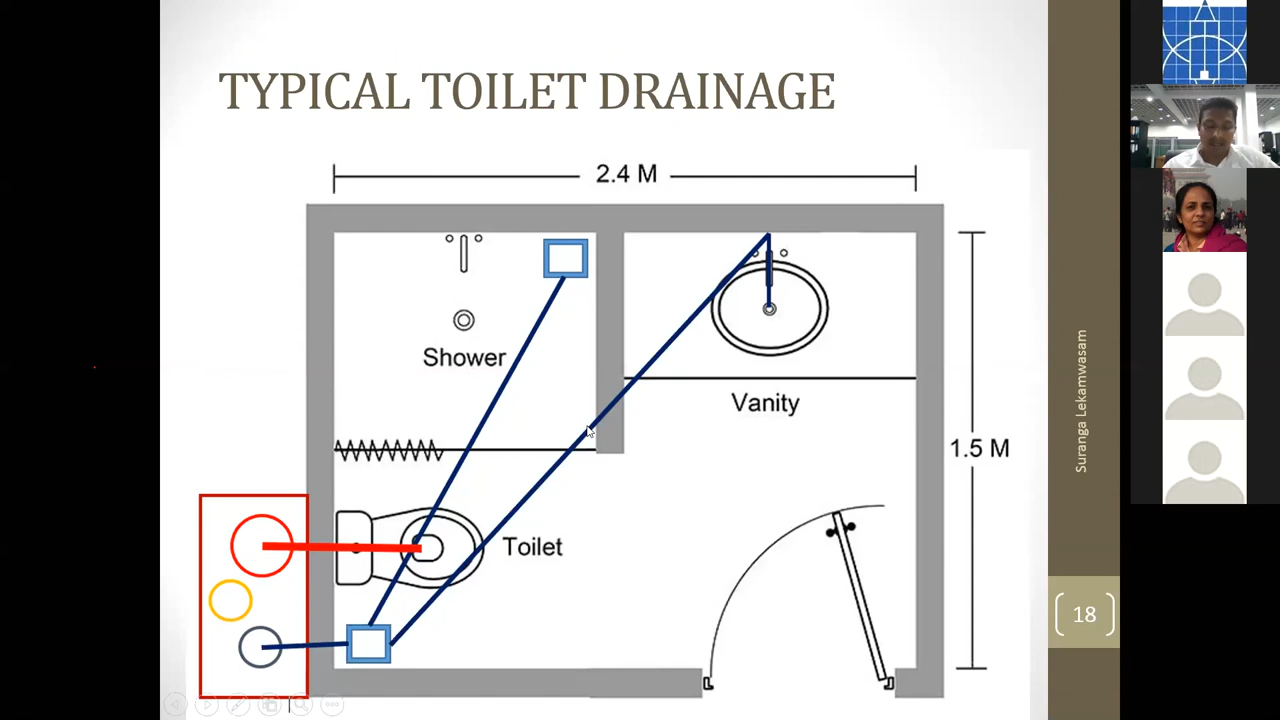 TYPICAL TOILET DRAINAGE
2.4 M
Shower
Vanity
1.5 M
Toilet
Suranga Lekamwasam
18